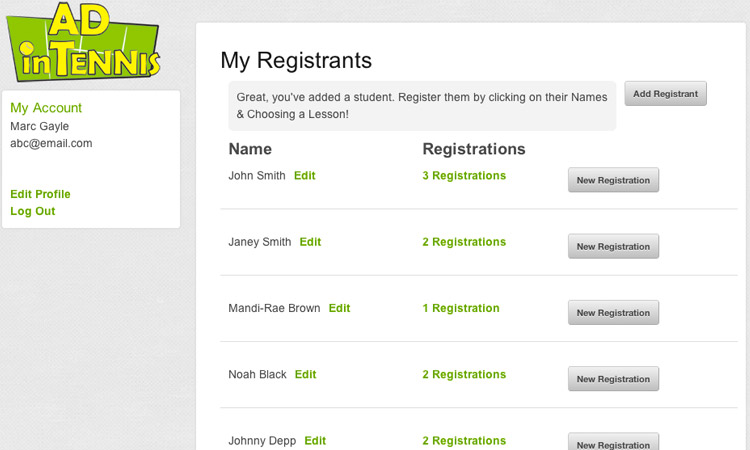 AD
in TENNIS
My Account
Marc Gayle
abc@email.com
Edit Profile
Log Out
My Registrants
Great, you've added a student. Register them by clicking on their Names
& Choosing a Lesson!
Add Registrant
Name Registrations
John Smith Edit 3 Registrations New Registration
Janey Smith Edit 2 Registrations New Registration
Mandi-Rae Brown Edit 1 Registration New Registration
Noah Black Edit 2 Registrations New Registration
Johnny Depp Edit 2 Registrations New Registration